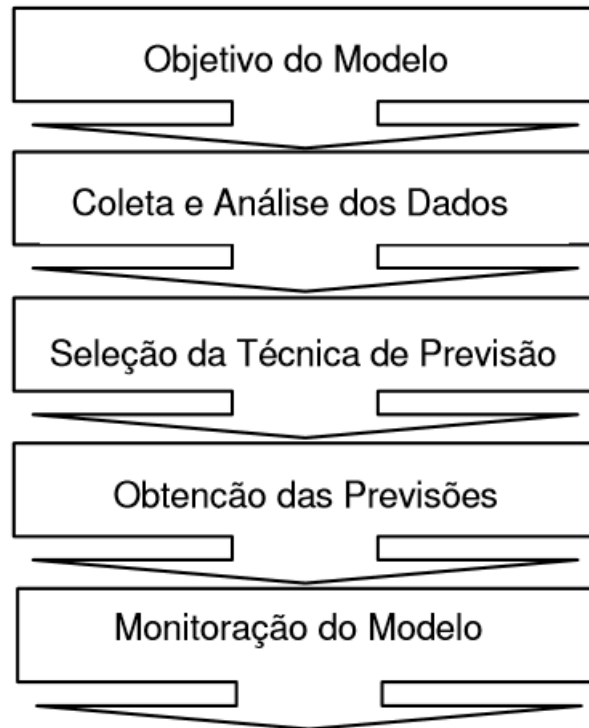 Objetivo do Modelo
Coleta e Análise dos Dados
Seleção da Técnica de Previsão
Obtencão das Previsões
Monitoração do Modelo